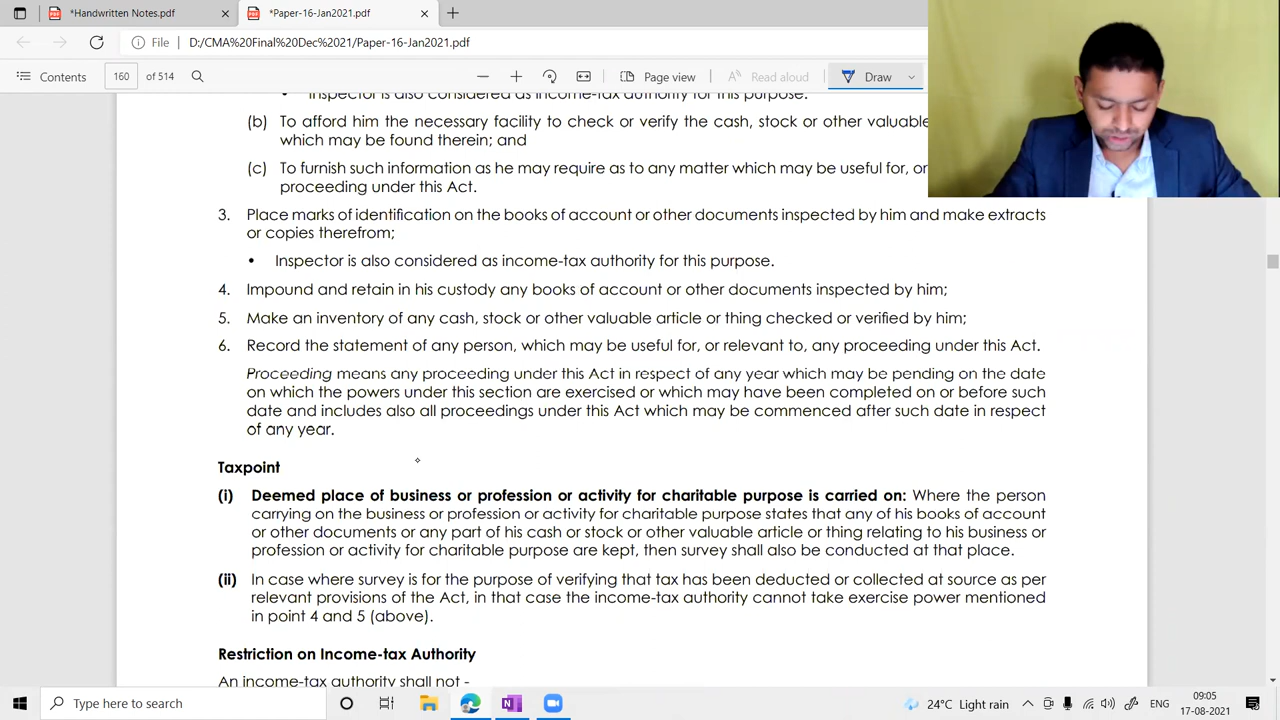 *Handwritten Notes.pdf
*Paper-16-Jan2021.pdf
File
D:/CMA%20Final%20Dec%2021/Paper-16-Jan2021.pdf
Contents
160
of 514
Page view
Read aloud
Draw
Inspector is also considered as income-tax authority for this purpose.
(b) To afford him the necessary facility to check or verify the cash, stock or other valuable
which may be found therein; and
(c) To furnish such information as he may require as to any matter which may be useful for, or
proceeding under this Act.
3. Place marks of identification on the books of account or other documents inspected by him and make extracts
or copies therefrom;
• Inspector is also considered as income-tax authority for this purpose.
4. Impound and retain in his custody any books of account or other documents inspected by him;
5. Make an inventory of any cash, stock or other valuable article or thing checked or verified by him;
6. Record the statement of any person, which may be useful for, or relevant to, any proceeding under this Act.
Proceeding means any proceeding under this Act in respect of any year which may be pending on the date
on which the powers under this section are exercised or which may have been completed on or before such
date and includes also all proceedings under this Act which may be commenced after such date in respect
of any year.
Taxpoint
(i) Deemed place of business or profession or activity for charitable purpose is carried on: Where the person
carrying on the business or profession or activity for charitable purpose states that any of his books of account
or other documents or any part of his cash or stock or other valuable article or thing relating to his business or
profession or activity for charitable purpose are kept, then survey shall also be conducted at that place.
(ii) In case where survey is for the purpose of verifying that tax has been deducted or collected at source as per
relevant provisions of the Act, in that case the income-tax authority cannot take exercise power mentioned
in point 4 and 5 (above).
Restriction on Income-tax Authority
An income-tax authority shall not -
Type here to search
24°C Light rain
ENG
09:05
17-08-2021